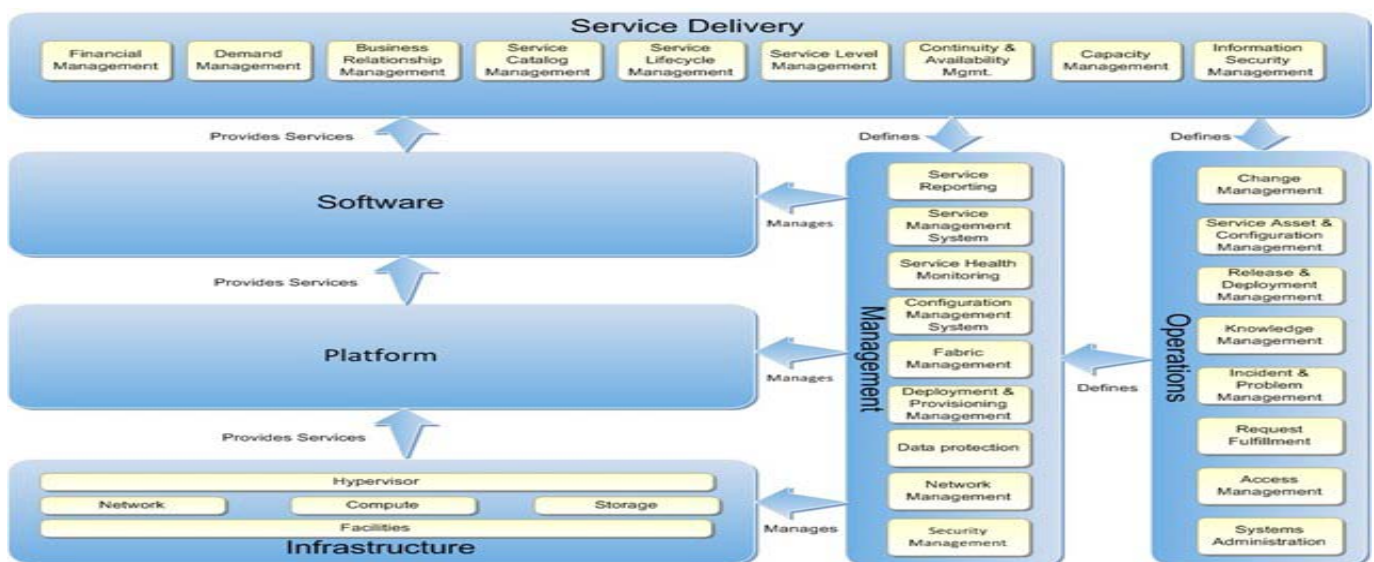 Service Delivery
Financial
Management
Demand
Management
Business
Relationship
Management
Service
Catalog
Management
Service
Lifecycle
Management
Service Level
Management
Continuity &
Availability
Mgmt.
Capacity
Management
Information
Security
Management
Provides Services
Defines
Defines
Software
Manages
Provides Services
Platform
Manages
Provides Services
Hypervisor
Network
Compute
Storage
Facilities
Infrastructure
Manages
Management
Service
Reporting
Service
Management
System
Service Health
Monitoring
Configuration
Management
System
Fabric
Management
Deployment &
Provisioning
Management
Data protection
Network
Management
Security
Management
Defines
Operations
Change
Management
Service Asset &
Configuration
Management
Release &
Deployment
Management
Knowledge
Management
Incident &
Problem
Management
Request
Fulfillment
Access
Management
Systems
Administration